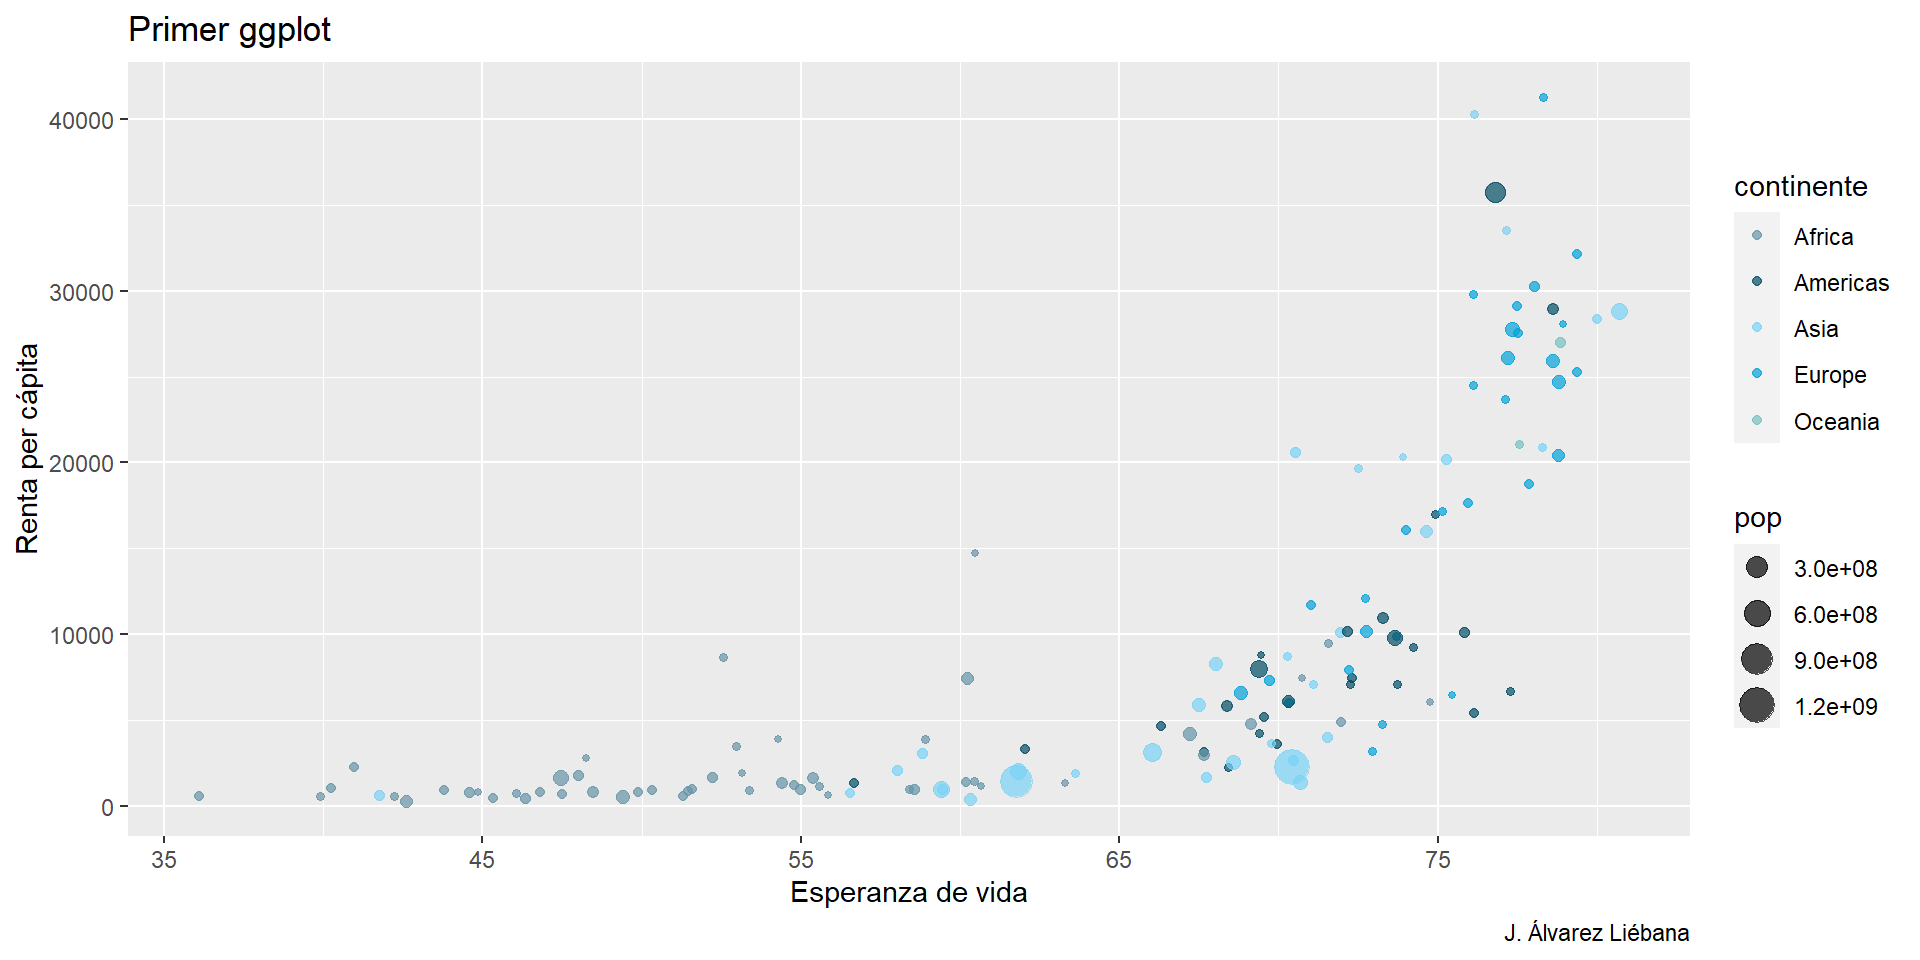 Primer ggplot
Renta per cápita
40000
30000
20000
10000
0
35 45 55 65 75
Esperanza de vida
continente
Africa
Americas
Asia
Europe
Oceania
pop
3.0e+08
6.0e+08
9.0e+08
1.2e+09
J. Álvarez Liébana